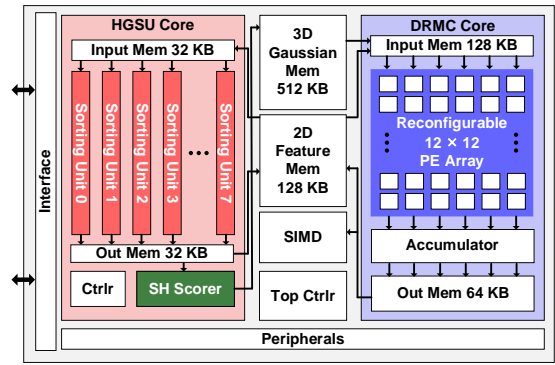 HGSU Core
Input Mem 32 KB
Sorting Unit 0
Sorting Unit 1
Sorting Unit 2
Sorting Unit 3
•••
Sorting Unit 7
Out Mem 32 KB
Ctrlr
SH Scorer
Interface
3D
Gaussian
Mem
512 KB
2D
Feature
Mem
128 KB
SIMD
Top Ctrlr
DRMC Core
Input Mem 128 KB
Reconfigurable
12 × 12
PE Array
Accumulator
Out Mem 64 KB
Peripherals